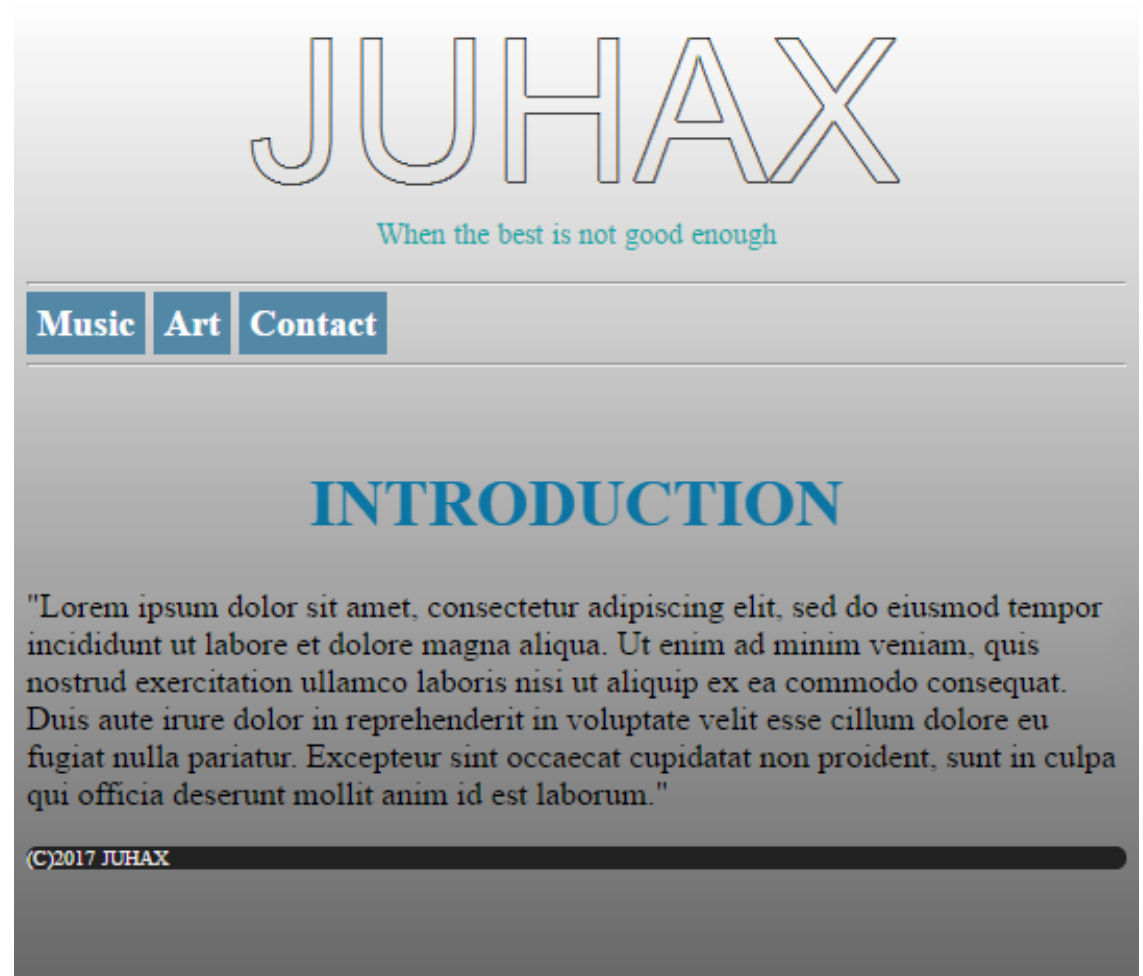 JUHAX
When the best is not good enough
Music Art Contact
INTRODUCTION
"Lorem ipsum dolor sit amet, consectetur adipiscing elit, sed do eiusmod tempor
incididunt ut labore et dolore magna aliqua. Ut enim ad minim veniam, quis
nostrud exercitation ullamco laboris nisi ut aliquip ex ea commodo consequat.
Duis aute irure dolor in reprehenderit in voluptate velit esse cillum dolore eu
fugiat nulla pariatur. Excepteur sint occaecat cupidatat non proident, sunt in culpa
qui officia deserunt mollit anim id est laborum."
(C)2017 JUHAX